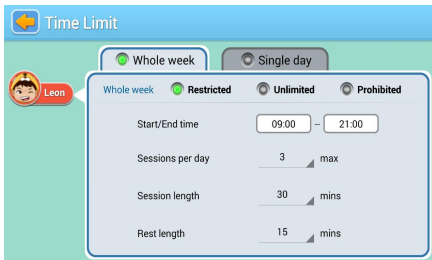 Time Limit
Whole week Single day
Leon
Whole week Restricted Unlimited Prohibited
Start/End time 09:00 -- 21:00
Sessions per day 3 max
Session length 30 mins
Rest length 15 mins